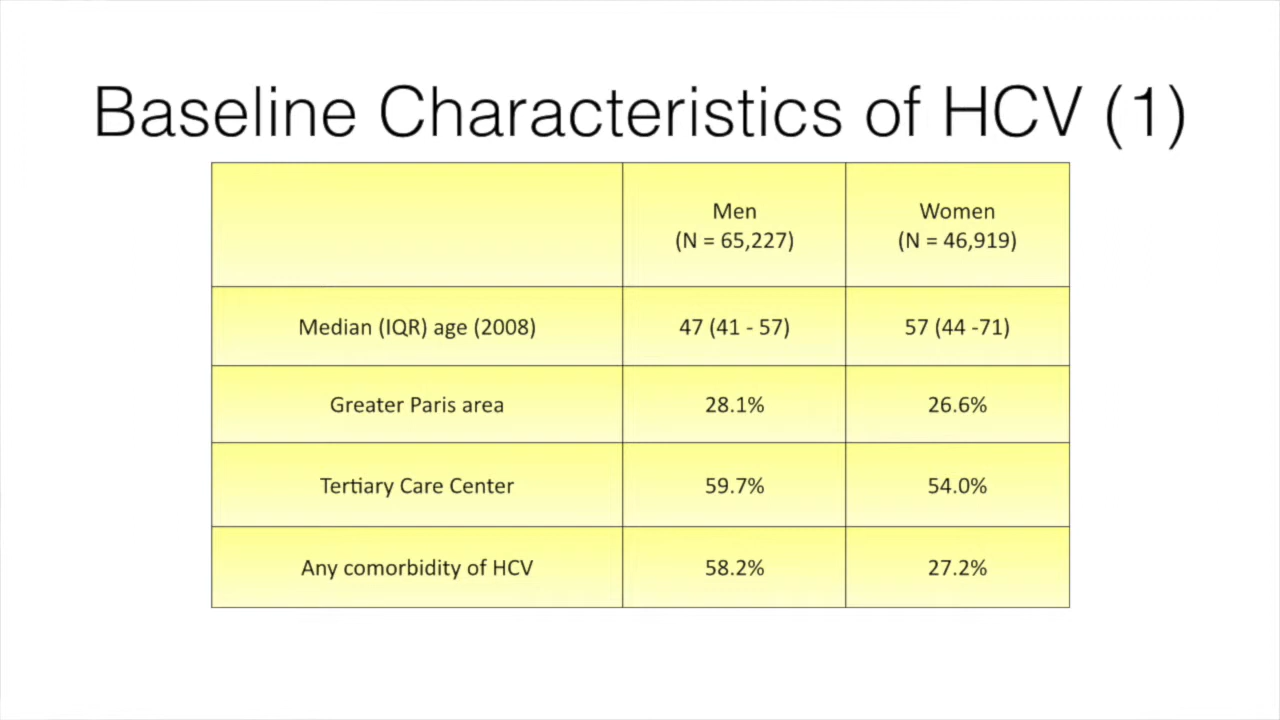 Baseline Characteristics of HCV (1)
Men
(N = 65,227)
Women
(N = 46,919)
Median (IQR) age (2008)
47 (41 - 57)
57 (44 -71)
Greater Paris area
28.1%
26.6%
Tertiary Care Center
59.7%
54.0%
Any comorbidity of HCV
58.2%
27.2%